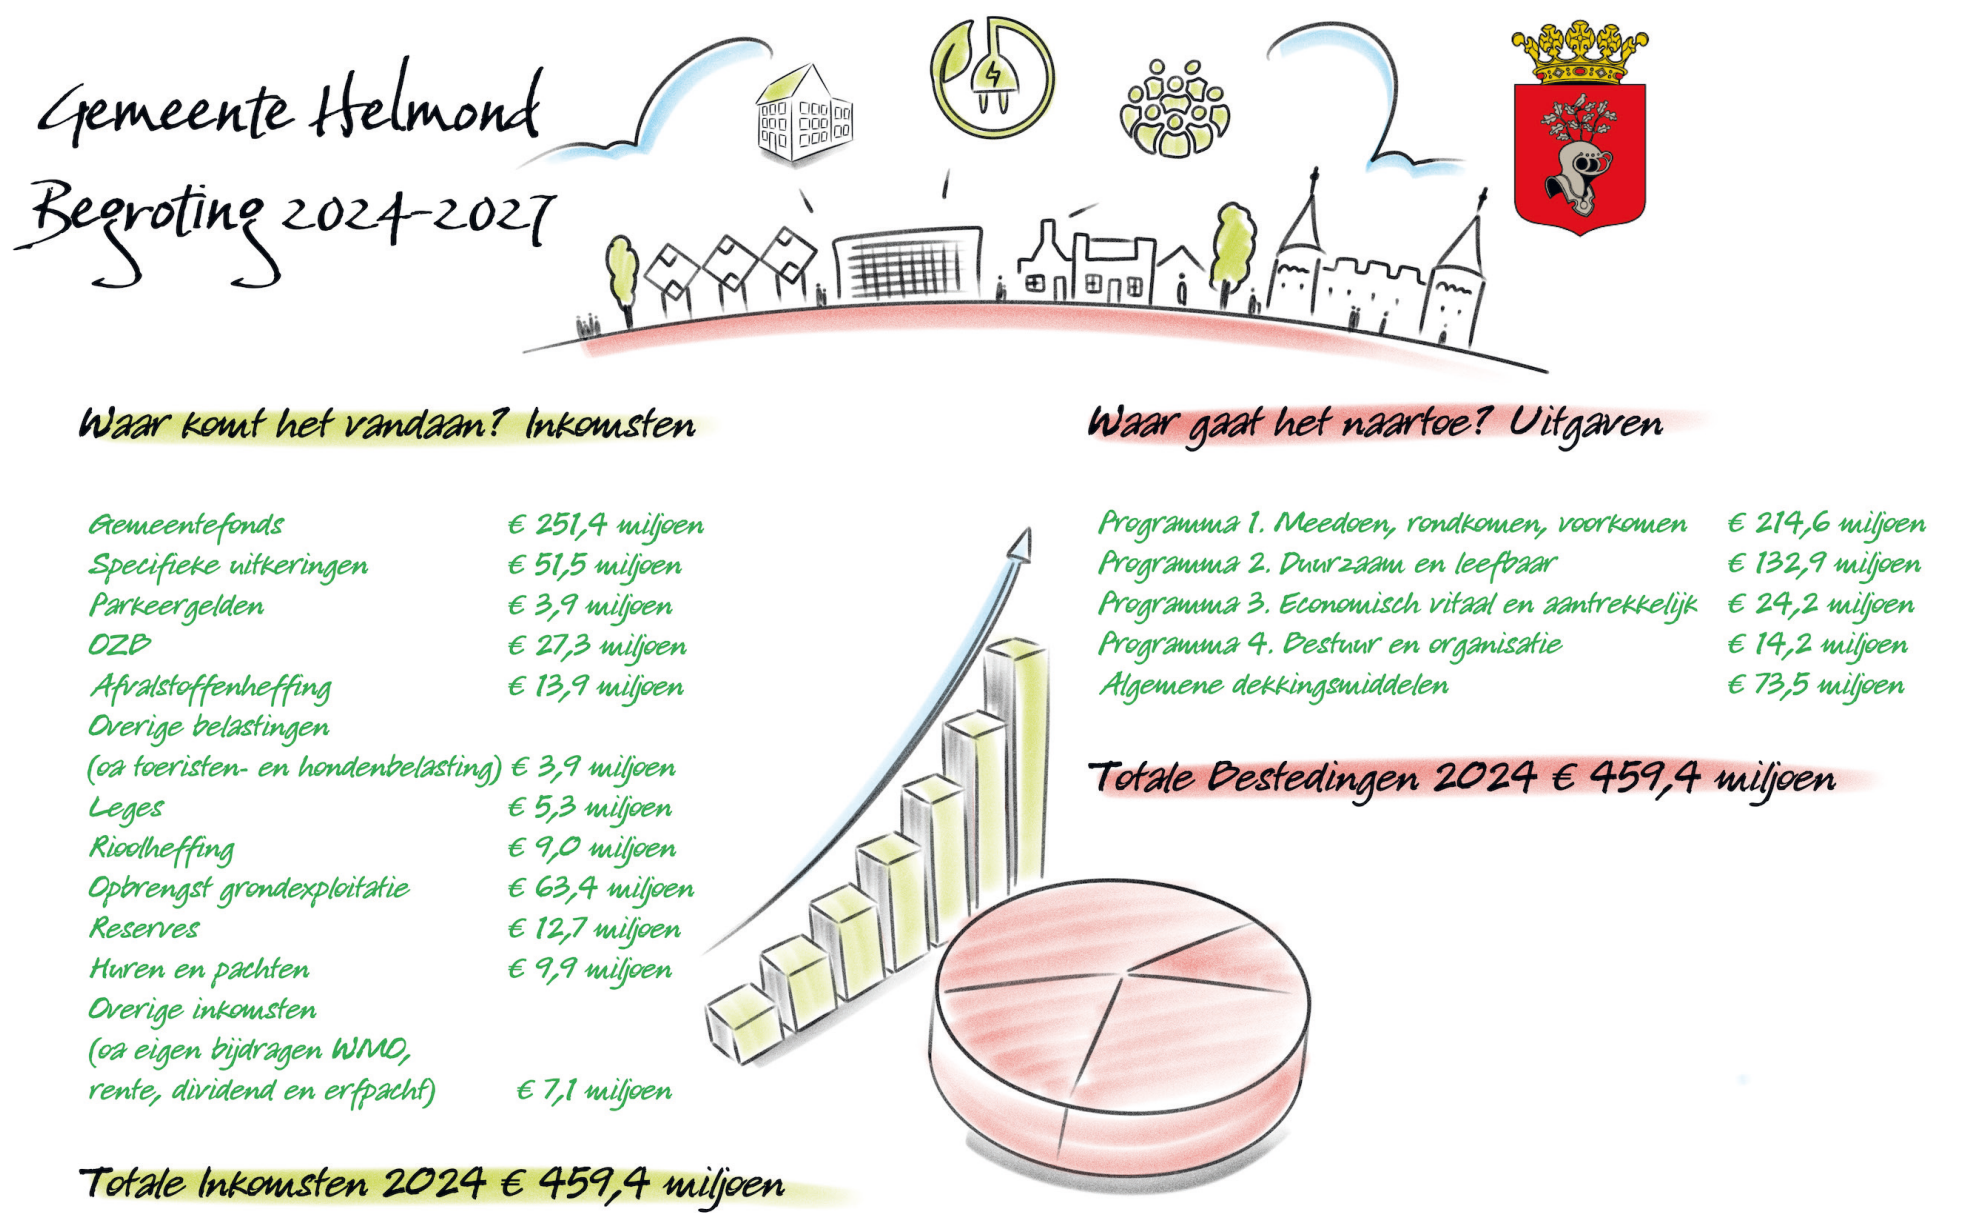 Gemeente Helmond
Begroting 2024-2027
Waar komt het vandaan? Inkomsten
Gemeentefonds € 251,4 miljoen
Specifieke uitkeringen € 51,5 miljoen
Parkeergelden € 3,9 miljoen
OZB € 27,3 miljoen
Afvalstoffenheffing € 13,9 miljoen
Overige belastingen
(oa toeristen- en hondenbelasting) € 3,9 miljoen
Leges € 5,3 miljoen
Rioolheffing € 9,0 miljoen
Opbrengst grondexploitatie € 63,4 miljoen
Reserves € 12,7 miljoen
Huren en pachten € 9,9 miljoen
Overige inkomsten
(oa eigen bijdragen WMO,
rente, dividend en erfpacht) € 7,1 miljoen
Totale Inkomsten 2024 € 459,4 miljoen
Waar gaat het naartoe? Uitgaven
Programma 1. Meedoen, rondkomen, voorkomen € 214,6 miljoen
Programma 2. Duurzaam en leefbaar € 132,9 miljoen
Programma 3. Economisch vitaal en aantrekkelijk € 24,2 miljoen
Programma 4. Bestuur en organisatie € 14,2 miljoen
Algemene dekkingsmiddelen € 73,5 miljoen
Totale Bestedingen 2024 € 459,4 miljoen